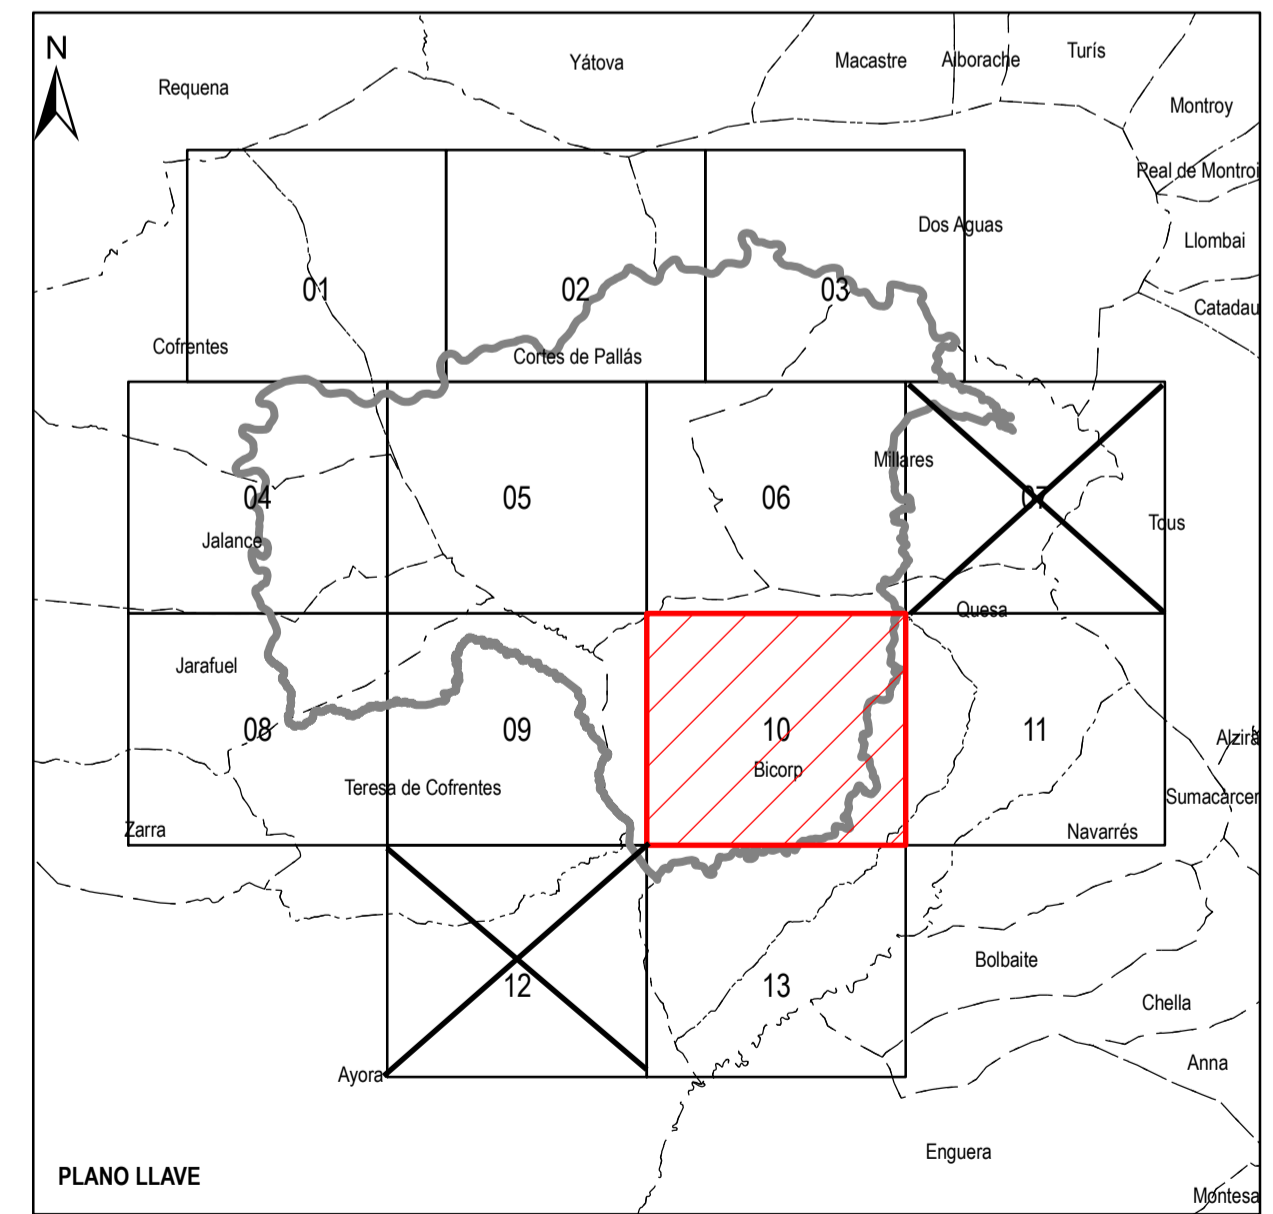 N
Requena
Yátova
Macastre
Alborache
Turís
Montroy
Real de Montroi
Dos Aguas
Llombai
01
02
03
Catadau
Cofrentes
Cortes de Pallás
Millares
04
05
06
07
Tous
Jalance
Quesa
Jarafuel
08
09
10
11
Alzira
Bicorp
Teresa de Cofrentes
Sumacárcer
Zarra
Navarrés
Bolbaite
12
13
Chella
Anna
Ayora
Enguera
PLANO LLAVE
Montesa